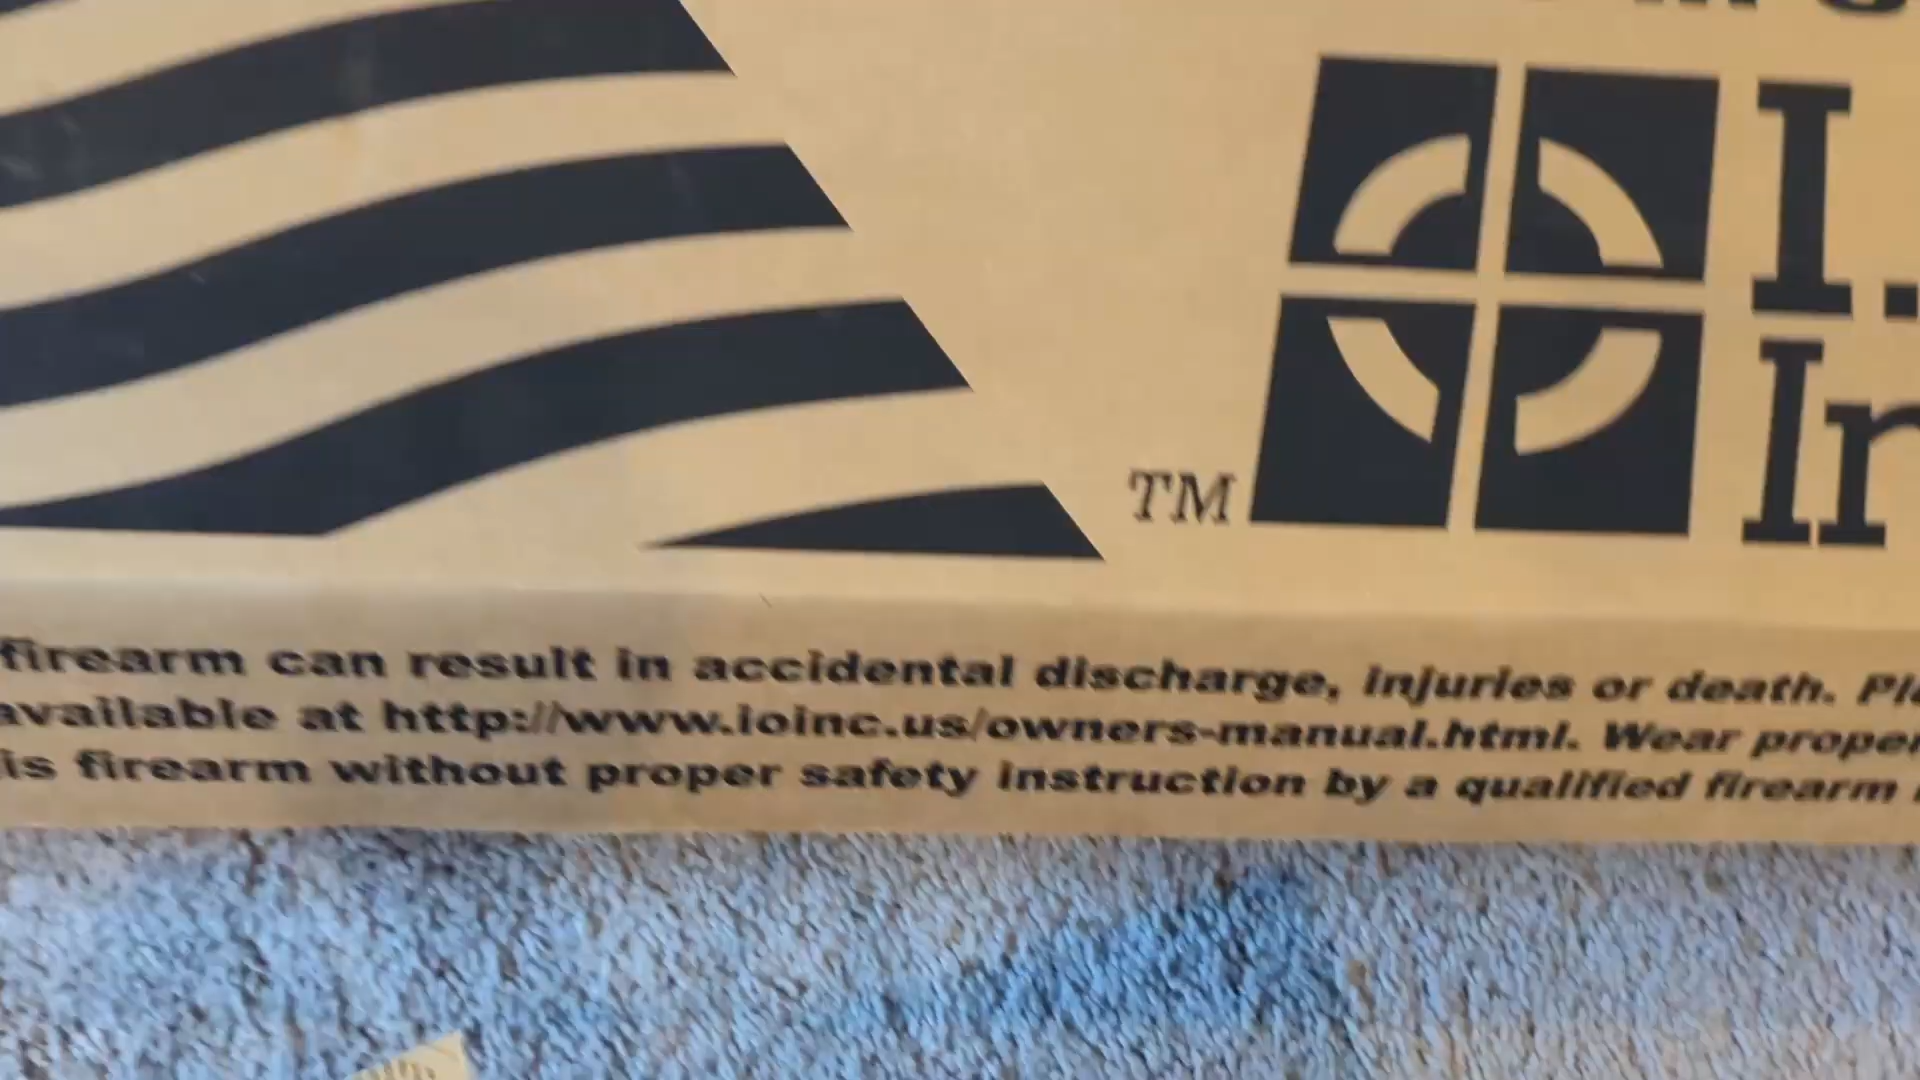 I.
TM
In
firearm can result in accidental discharge, injuries or death.
available at http://www.ioinc.us/owners-manual.html. Wear proper
is firearm without proper safety instruction by a qualified firearm